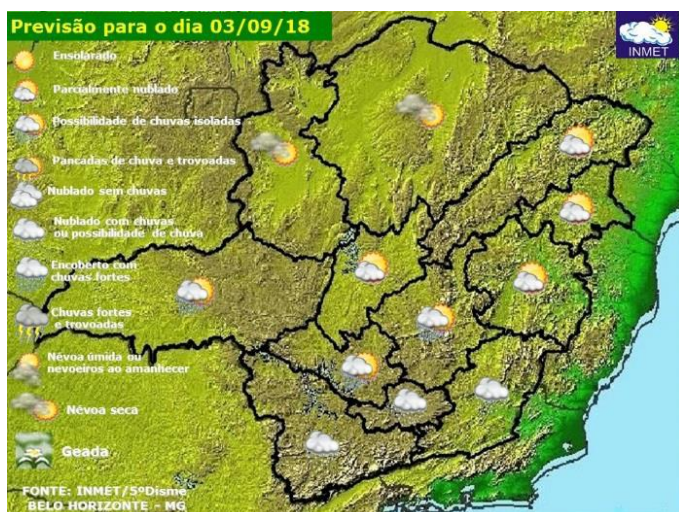 Previsão para o dia 03/09/18
INMET
Ensolarado
Parcialmente nublado
Possibilidade de chuvas isoladas
Pancadas de chuva e trovoadas
Nublado sem chuvas
Nublado com chuvas
ou possibilidade de chuva
Encoberto com
chuvas fortes
Chuvas fortes
e trovoadas
Névoa úmida ou
nevoeiros ao amanhecer
Névoa seca
Geada
FONTE: INMET/5ºDisme
BELO HORIZONTE - MG